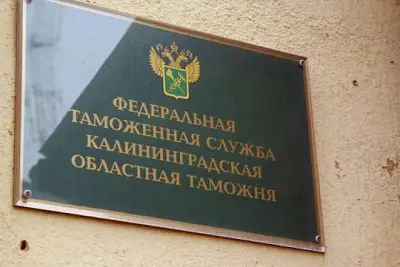 ФЕДЕРАЛЬНАЯ
ТАМОЖЕННАЯ СЛУЖБА
КАЛИНИНГРАДСКАЯ
ОБЛАСТНАЯ ТАМОЖНЯ